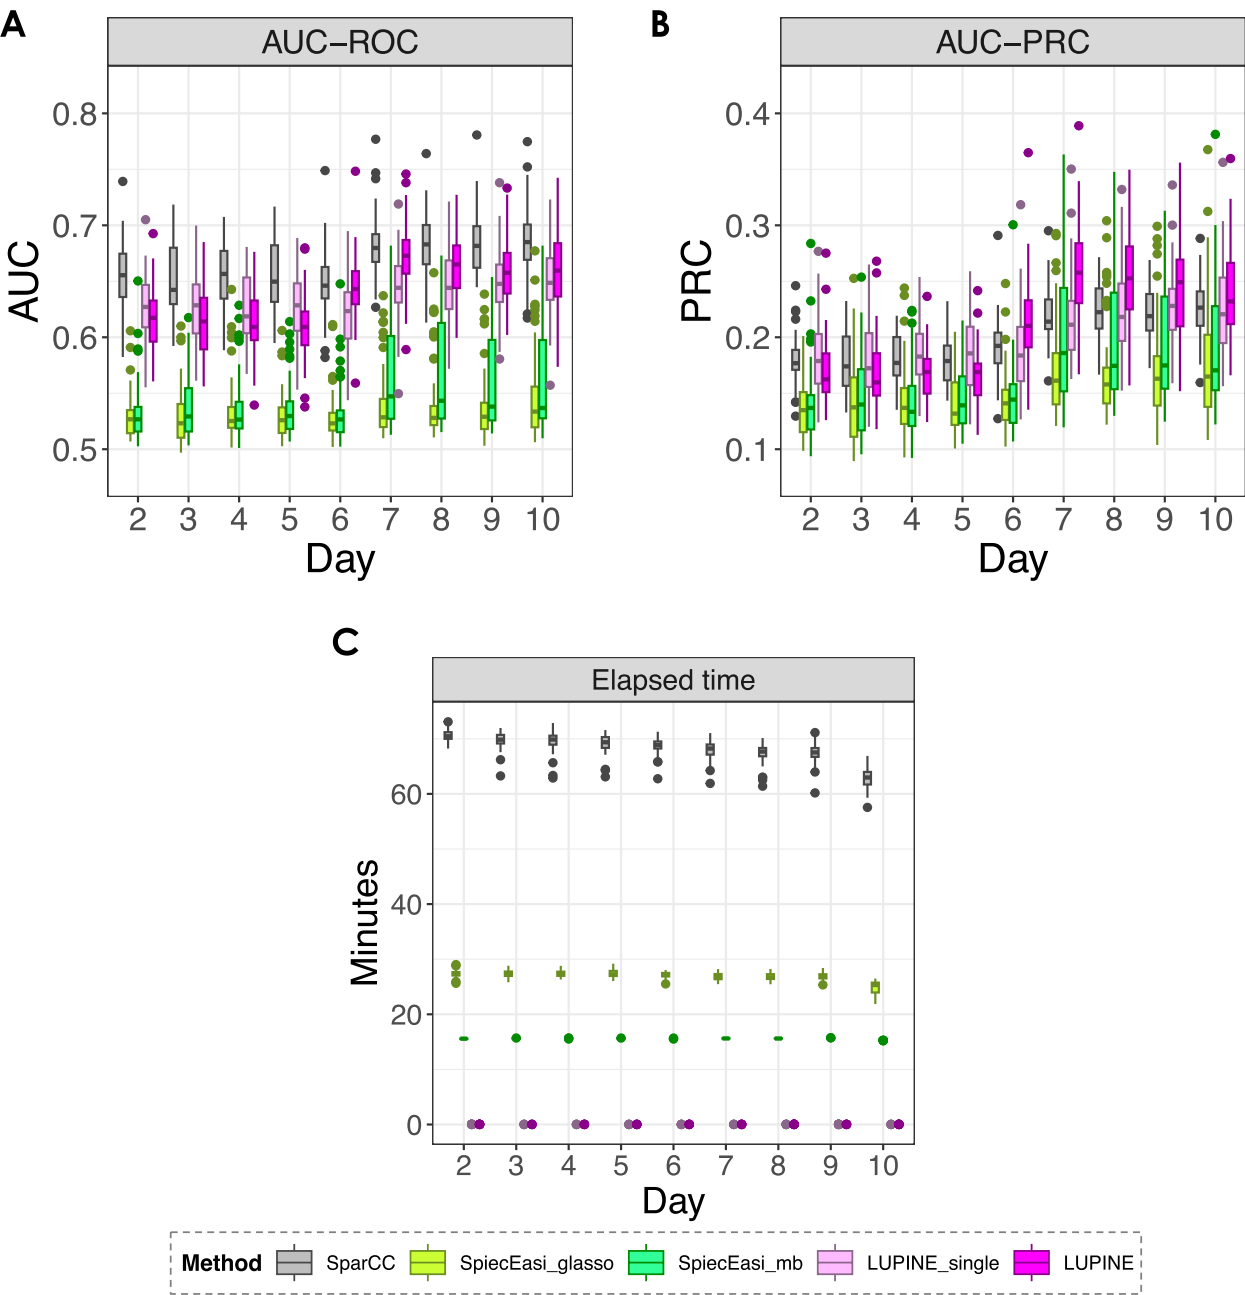 A
AUC−ROC
AUC
0.8
0.7
0.6
0.5
2 3 4 5 6 7 8 9 10
Day
B
AUC−PRC
PRC
0.4
0.3
0.2
0.1
2 3 4 5 6 7 8 9 10
Day
C
Elapsed time
Minutes
60
40
20
0
2 3 4 5 6 7 8 9 10
Day
Method SparCC SpiecEasi_glasso SpiecEasi_mb LUPINE_single LUPINE